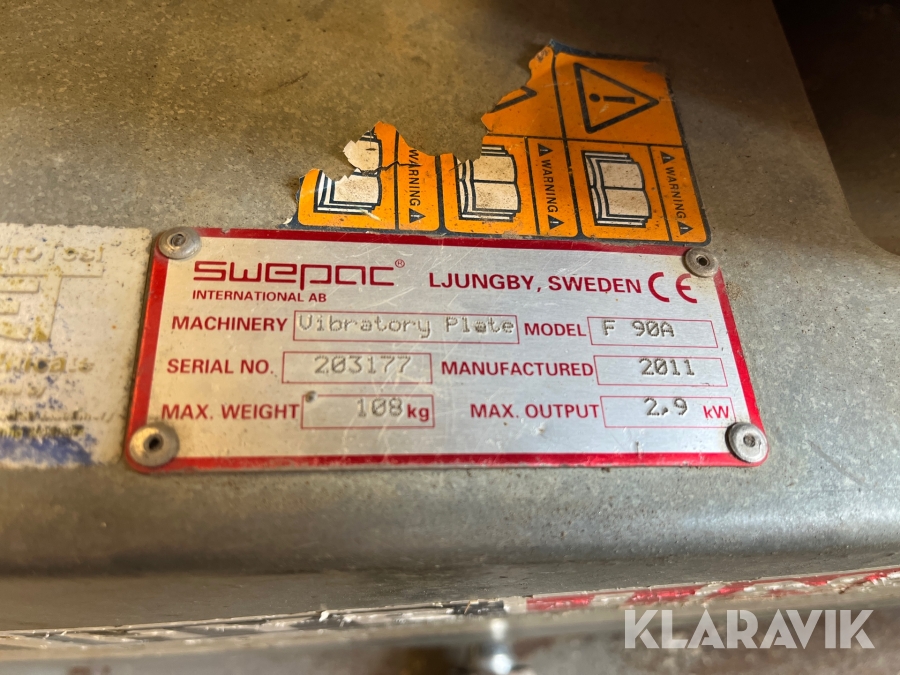 WARNING
WARNING
WARNING
swepac® LJUNGBY, SWEDEN CE
INTERNATIONAL AB
MACHINERY Vibratory Plate MODEL F 90A
SERIAL NO. 203177 MANUFACTURED 2011
MAX. WEIGHT 108 kg MAX. OUTPUT 2.9 kW
KLARAVIK